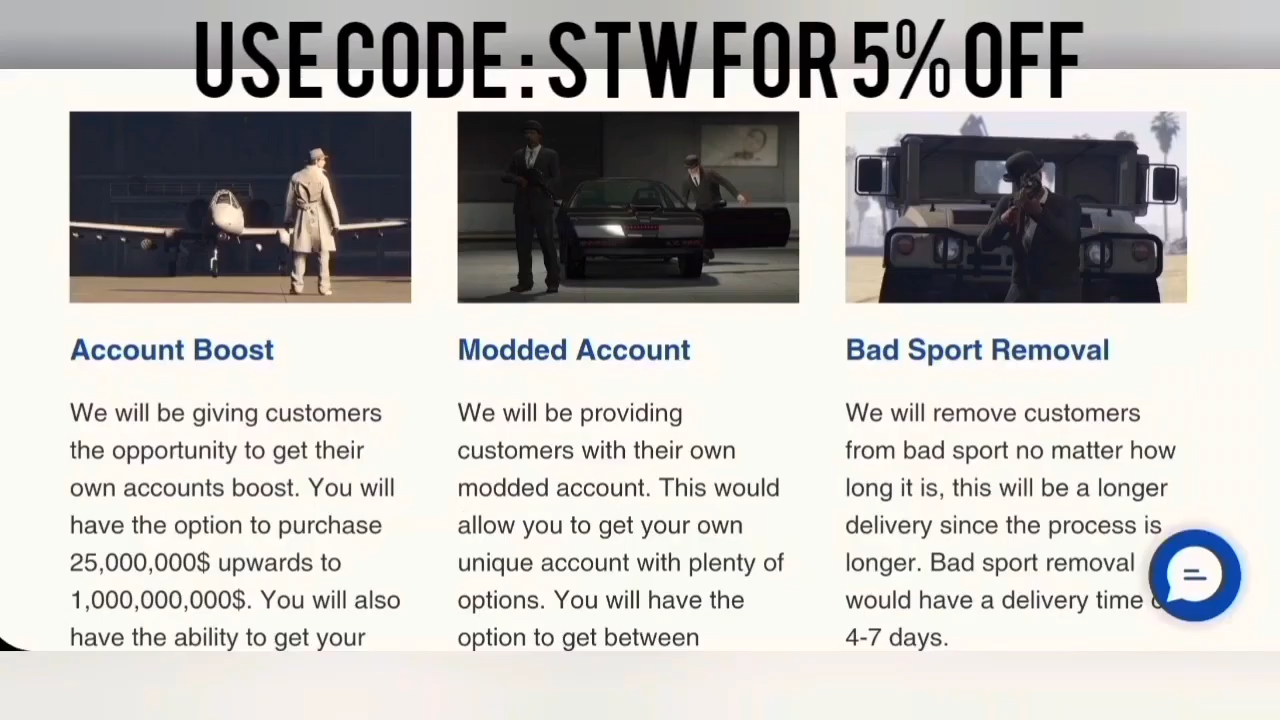 USE CODE : STW FOR 5% OFF
Account Boost
We will be giving customers
the opportunity to get their
own accounts boost. You will
have the option to purchase
25,000,000$ upwards to
1,000,000,000$. You will also
have the ability to get your
Modded Account
We will be providing
customers with their own
modded account. This would
allow you to get your own
unique account with plenty of
options. You will have the
option to get between
Bad Sport Removal
We will remove customers
from bad sport no matter how
long it is, this will be a longer
delivery since the process is
longer. Bad sport removal
would have a delivery time
4-7 days.